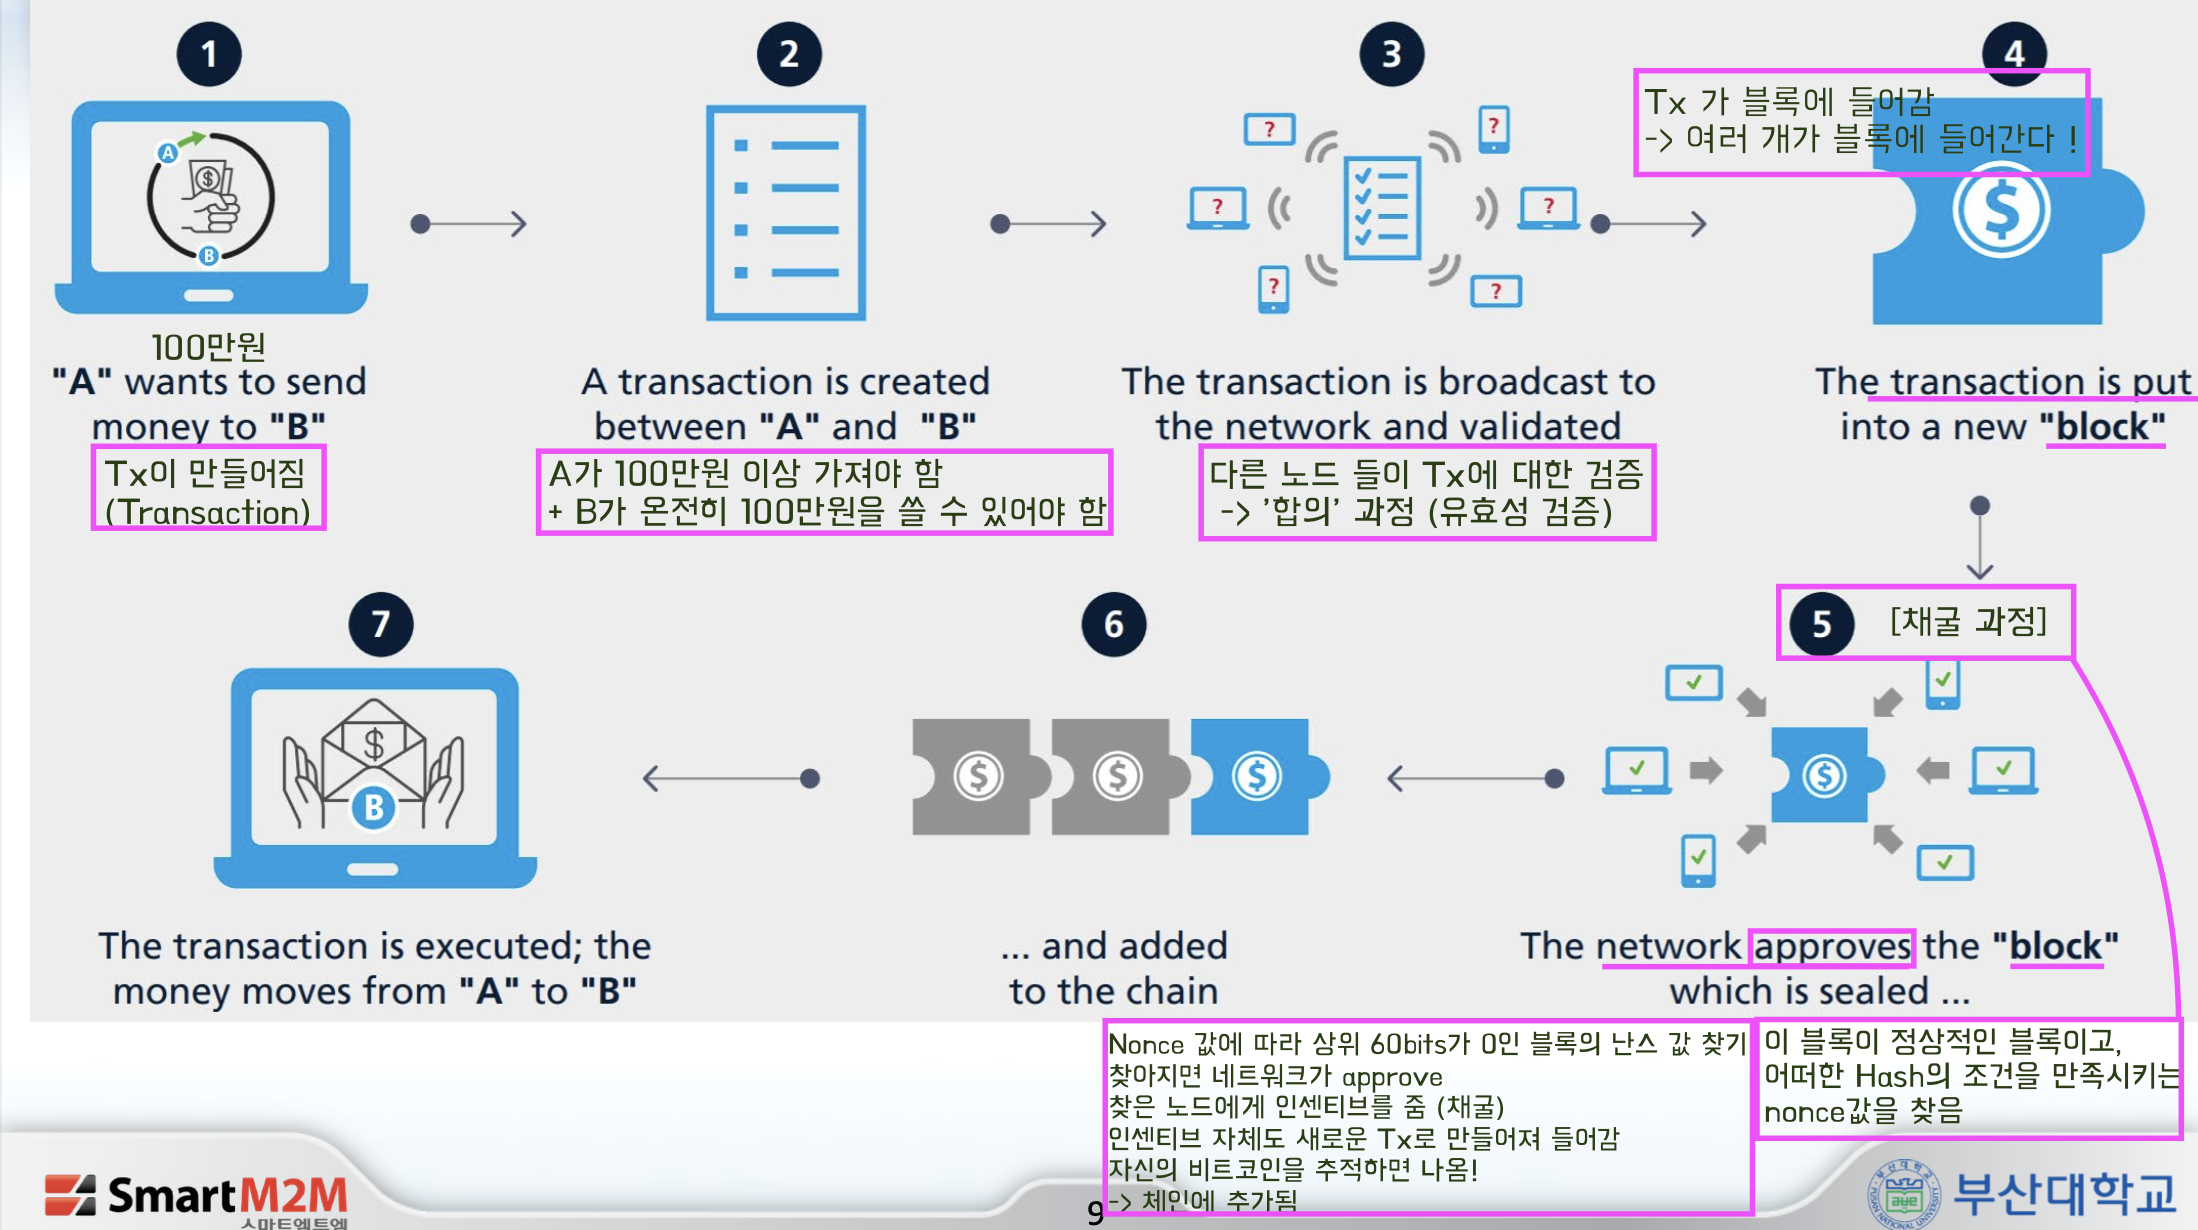 1
2
3
4
Tx 가 블록에 들어감
-> 여러 개가 블록에 들어간다 !
A
$
B
?
?
?
?
?
?
$
100만원
"A" wants to send
money to "B"
Tx이 만들어짐
(Transaction)
A transaction is created
between "A" and "B"
A가 100만원 이상 가져야 함
+ B가 온전히 100만원을 쓸 수 있어야 함
The transaction is broadcast to
the network and validated
다른 노드 들이 Tx에 대한 검증
-> '합의' 과정 (유효성 검증)
The transaction is put
into a new "block"
5 [채굴 과정]
$
The network approves the "block"
which is sealed ...
이 블록이 정상적인 블록이고,
어떠한 Hash의 조건을 만족시키는
nonce값을 찾음
6
$ $ $
... and added
to the chain
Nonce 값에 따라 상위 60bits가 0인 블록의 난스 값 찾기
찾아지면 네트워크가 approve
찾은 노드에게 인센티브를 줌 (채굴)
인센티브 자체도 새로운 Tx로 만들어져 들어감
자신의 비트코인을 추적하면 나옴!
-> 체인에 추가됨
7
$
B
The transaction is executed; the
money moves from "A" to "B"
SmartM2M
스마트엠투엠
9
부산대학교